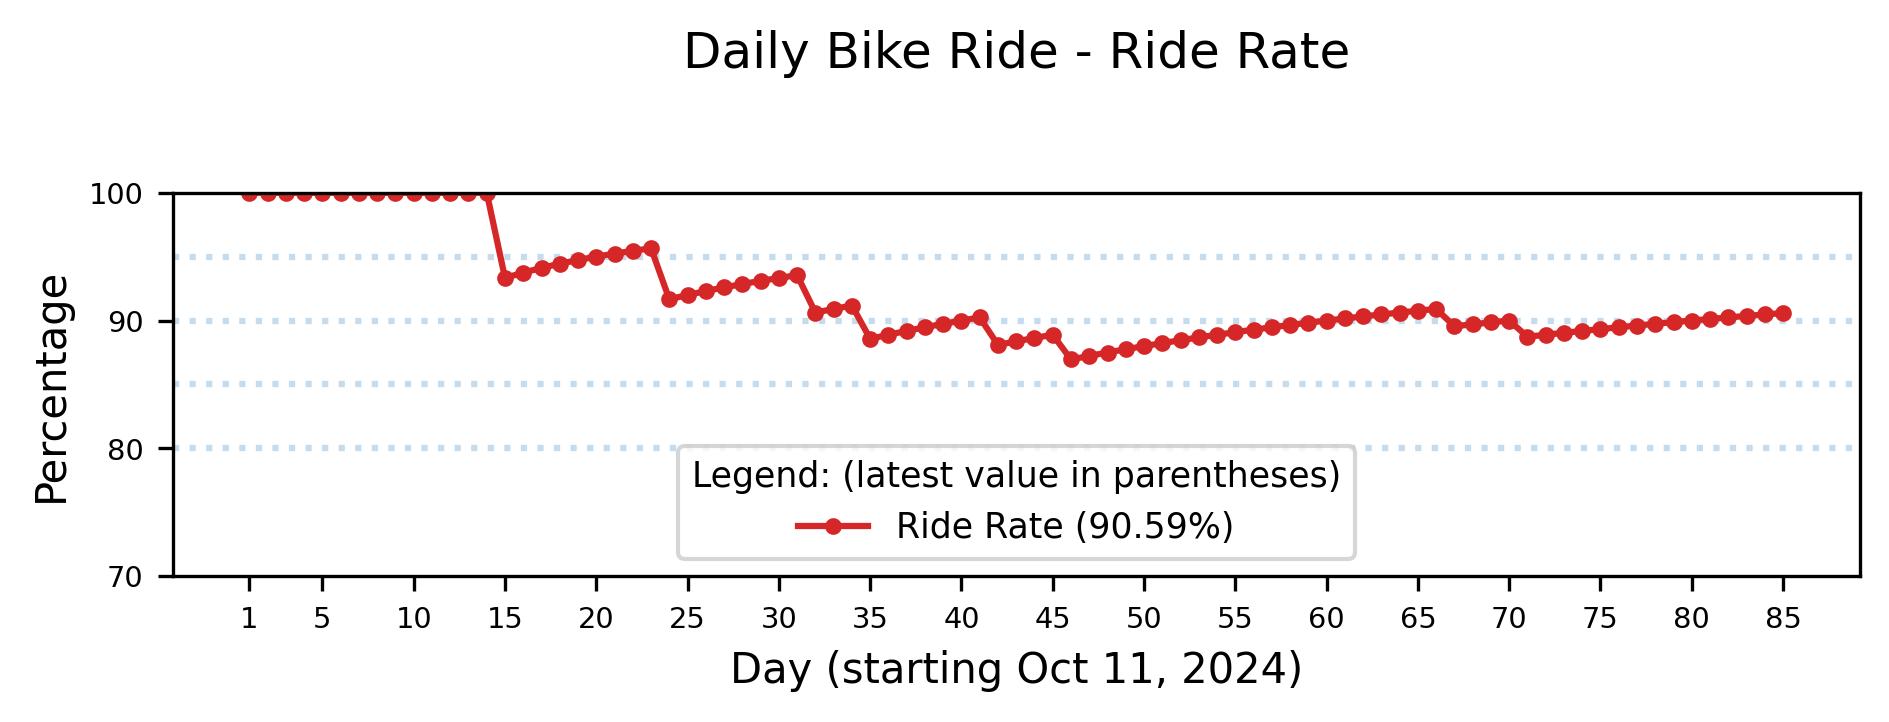 Daily Bike Ride - Ride Rate
100
90
80
70
Percentage
Legend: (latest value in parentheses)
Ride Rate (90.59%)
1 5 10 15 20 25 30 35 40 45 50 55 60 65 70 75 80 85
Day (starting Oct 11, 2024)